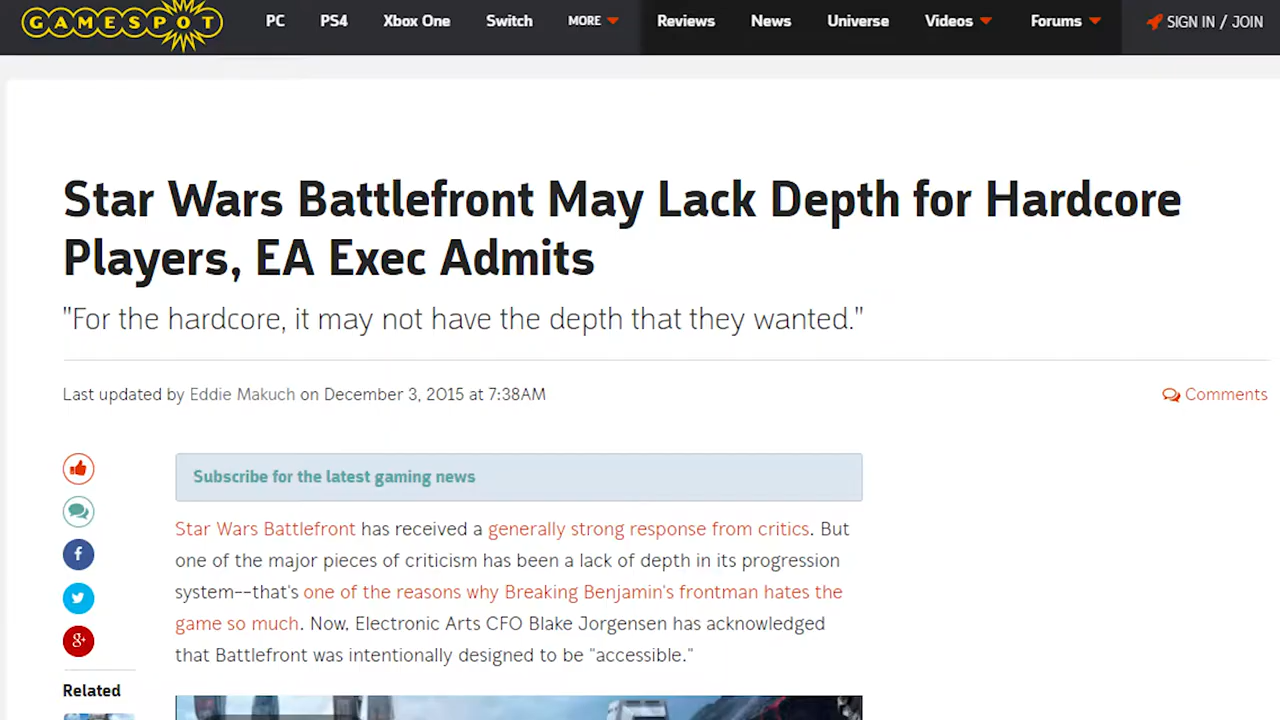 GAMESPOT
PC PS4 Xbox One Switch MORE Reviews News Universe Videos Forums SIGN IN / JOIN
Star Wars Battlefront May Lack Depth for Hardcore
Players, EA Exec Admits
"For the hardcore, it may not have the depth that they wanted."
Last updated by Eddie Makuch on December 3, 2015 at 7:38AM
Comments
Subscribe for the latest gaming news
Star Wars Battlefront has received a generally strong response from critics. But
one of the major pieces of criticism has been a lack of depth in its progression
system--that's one of the reasons why Breaking Benjamin's frontman hates the
game so much. Now, Electronic Arts CFO Blake Jorgensen has acknowledged
that Battlefront was intentionally designed to be "accessible."
f
g+
Related